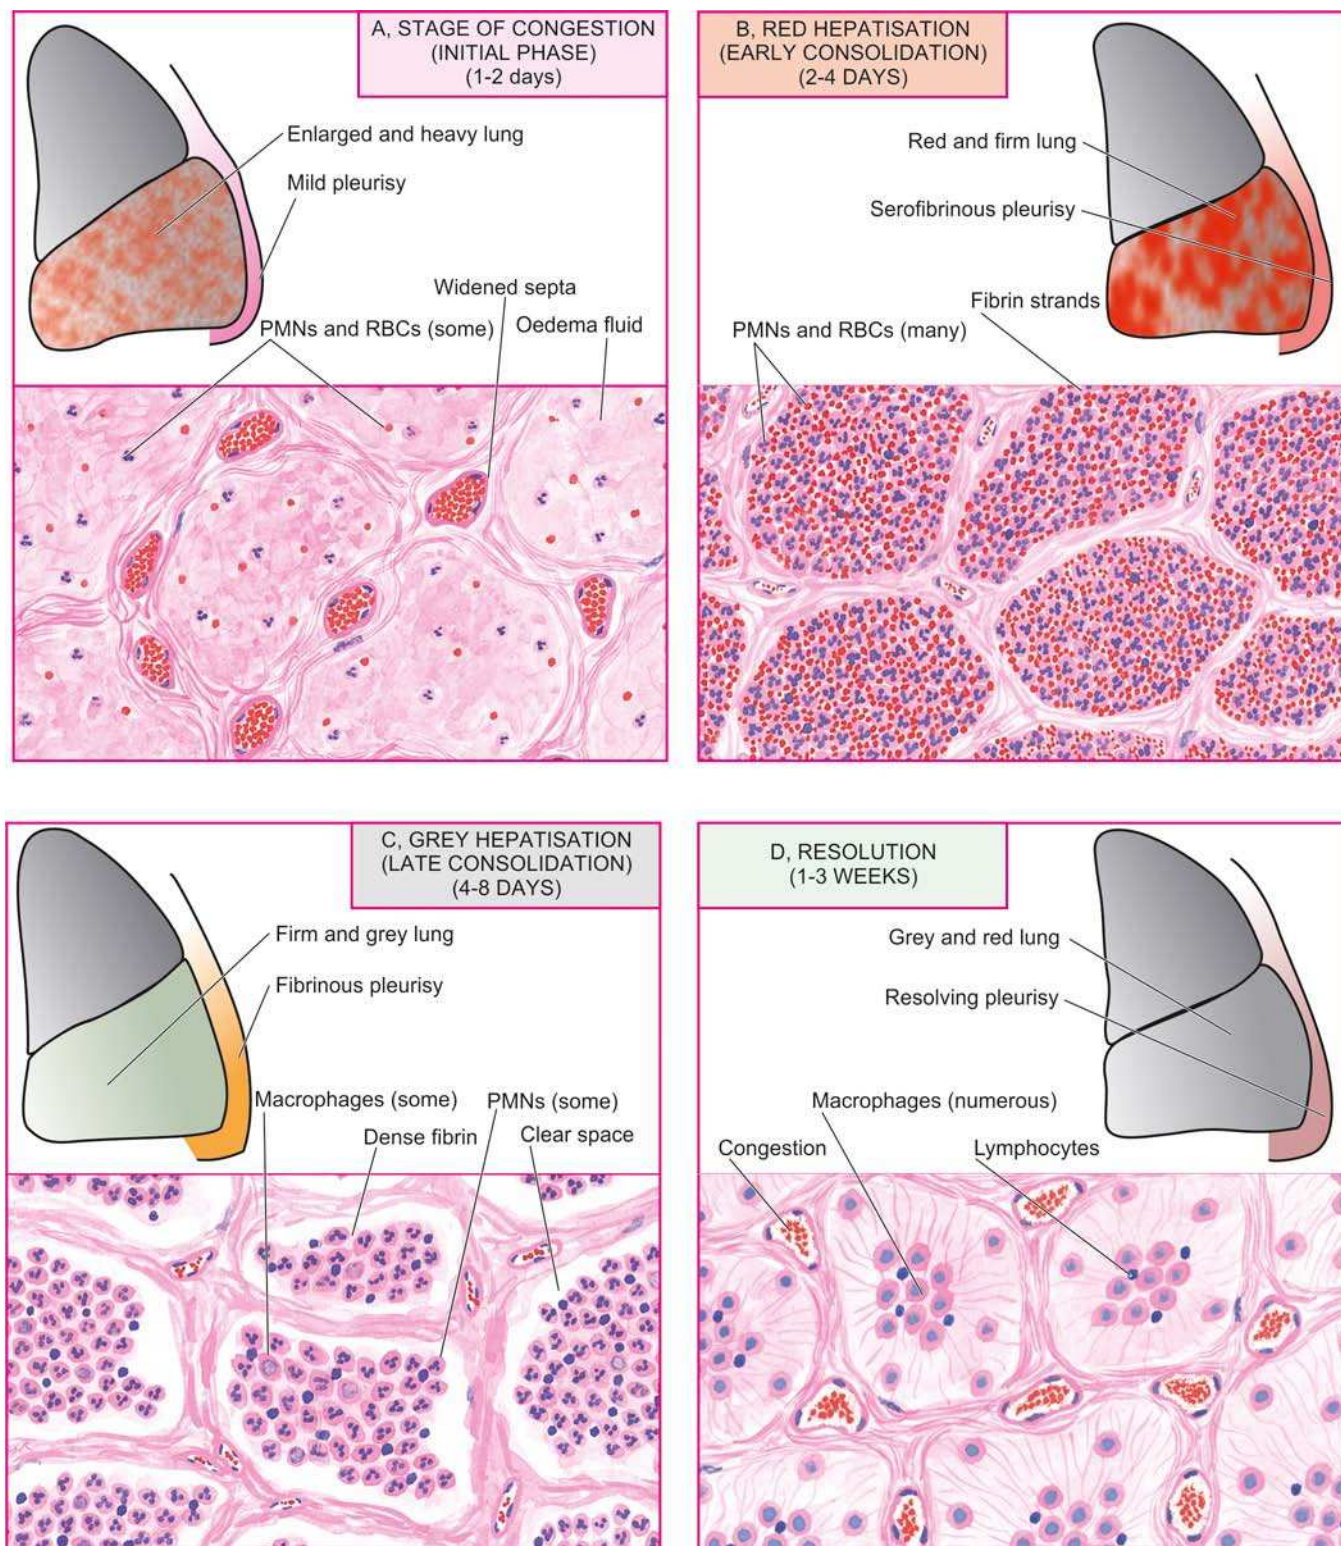 A, STAGE OF CONGESTION
(INITIAL PHASE)
(1-2 days)
Enlarged and heavy lung
Mild pleurisy
Widened septa
PMNs and RBCs (some)
Oedema fluid
B, RED HEPATISATION
(EARLY CONSOLIDATION)
(2-4 DAYS)
Red and firm lung
Serofibrinous pleurisy
Fibrin strands
PMNs and RBCs (many)
C, GREY HEPATISATION
(LATE CONSOLIDATION)
(4-8 DAYS)
Firm and grey lung
Fibrinous pleurisy
Macrophages (some)
PMNs (some)
Dense fibrin
Clear space
D, RESOLUTION
(1-3 WEEKS)
Grey and red lung
Resolving pleurisy
Macrophages (numerous)
Congestion
Lymphocytes